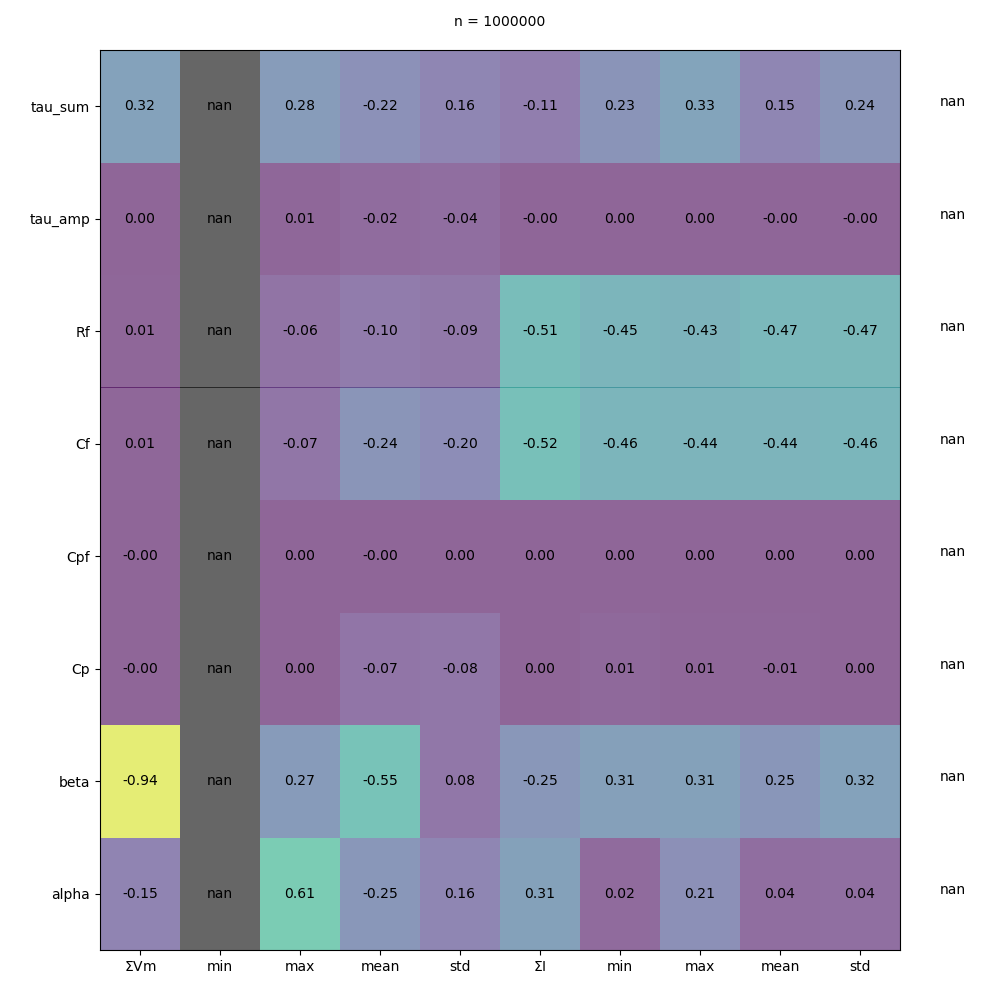 n = 1000000
tau_sum 0.32 nan 0.28 -0.22 0.16 -0.11 0.23 0.33 0.15 0.24 nan
tau_amp 0.00 nan 0.01 -0.02 -0.04 -0.00 0.00 0.00 -0.00 -0.00 nan
Rf 0.01 nan -0.06 -0.10 -0.09 -0.51 -0.45 -0.43 -0.47 -0.47 nan
Cf 0.01 nan -0.07 -0.24 -0.20 -0.52 -0.46 -0.44 -0.44 -0.46 nan
Cpf -0.00 nan 0.00 -0.00 0.00 0.00 0.00 0.00 0.00 0.00 nan
Cp -0.00 nan 0.00 -0.07 -0.08 0.00 0.01 0.01 -0.01 0.00 nan
beta -0.94 nan 0.27 -0.55 0.08 -0.25 0.31 0.31 0.25 0.32 nan
alpha -0.15 nan 0.61 -0.25 0.16 0.31 0.02 0.21 0.04 0.04 nan
ΣVm min max mean std ΣI min max mean std